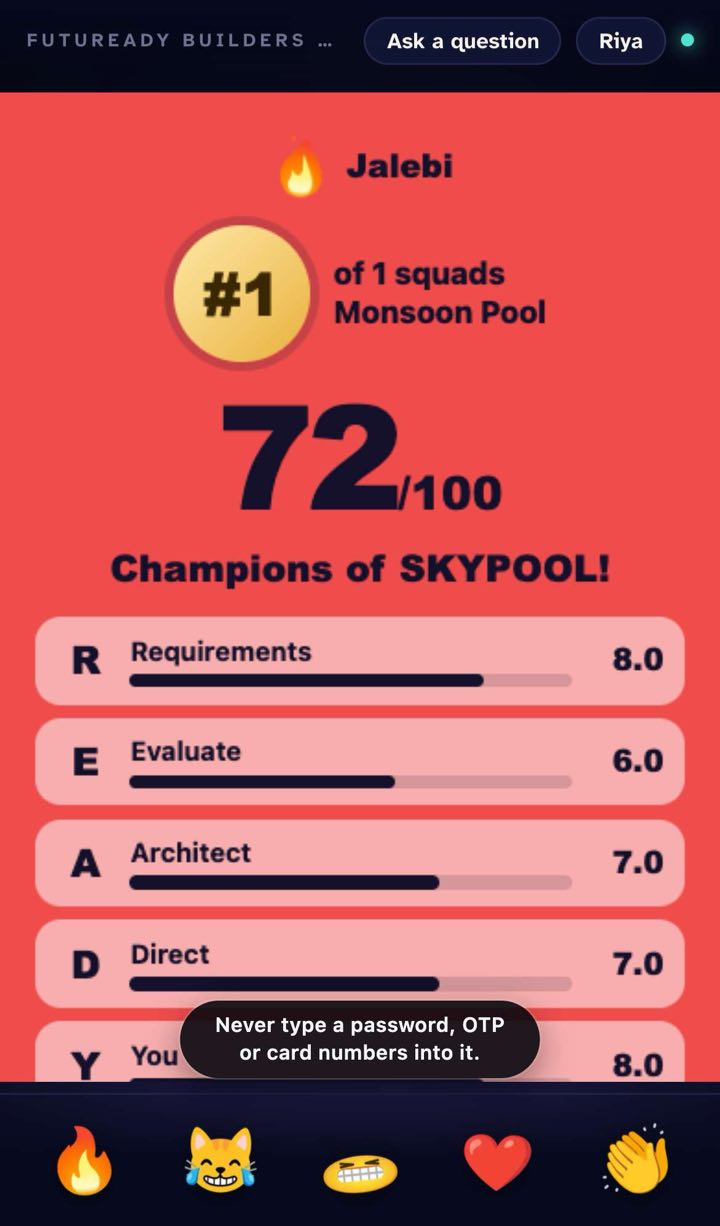 FUTUREADY BUILDERS …
Ask a question
Riya
Jalebi
#1
of 1 squads
Monsoon Pool
72/100
Champions of SKYPOOL!
R Requirements 8.0
E Evaluate 6.0
A Architect 7.0
D Direct 7.0
Y You 8.0
Never type a password, OTP
or card numbers into it.